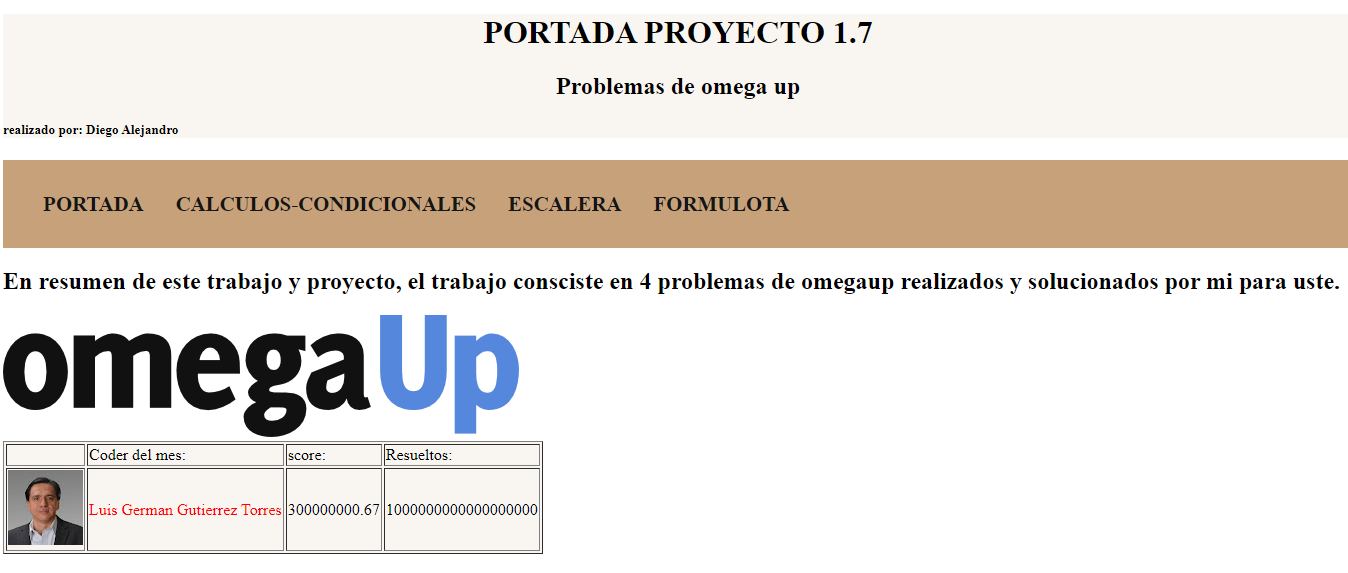 PORTADA PROYECTO 1.7
Problemas de omega up
realizado por: Diego Alejandro
PORTADA CALCULOS-CONDICIONALES ESCALERA FORMULOTA
En resumen de este trabajo y proyecto, el trabajo consciste en 4 problemas de omegaup realizados y solucionados por mi para uste.
omegaUp
Coder del mes: score: Resueltos:
Luis German Gutierrez Torres 300000000.67 1000000000000000000